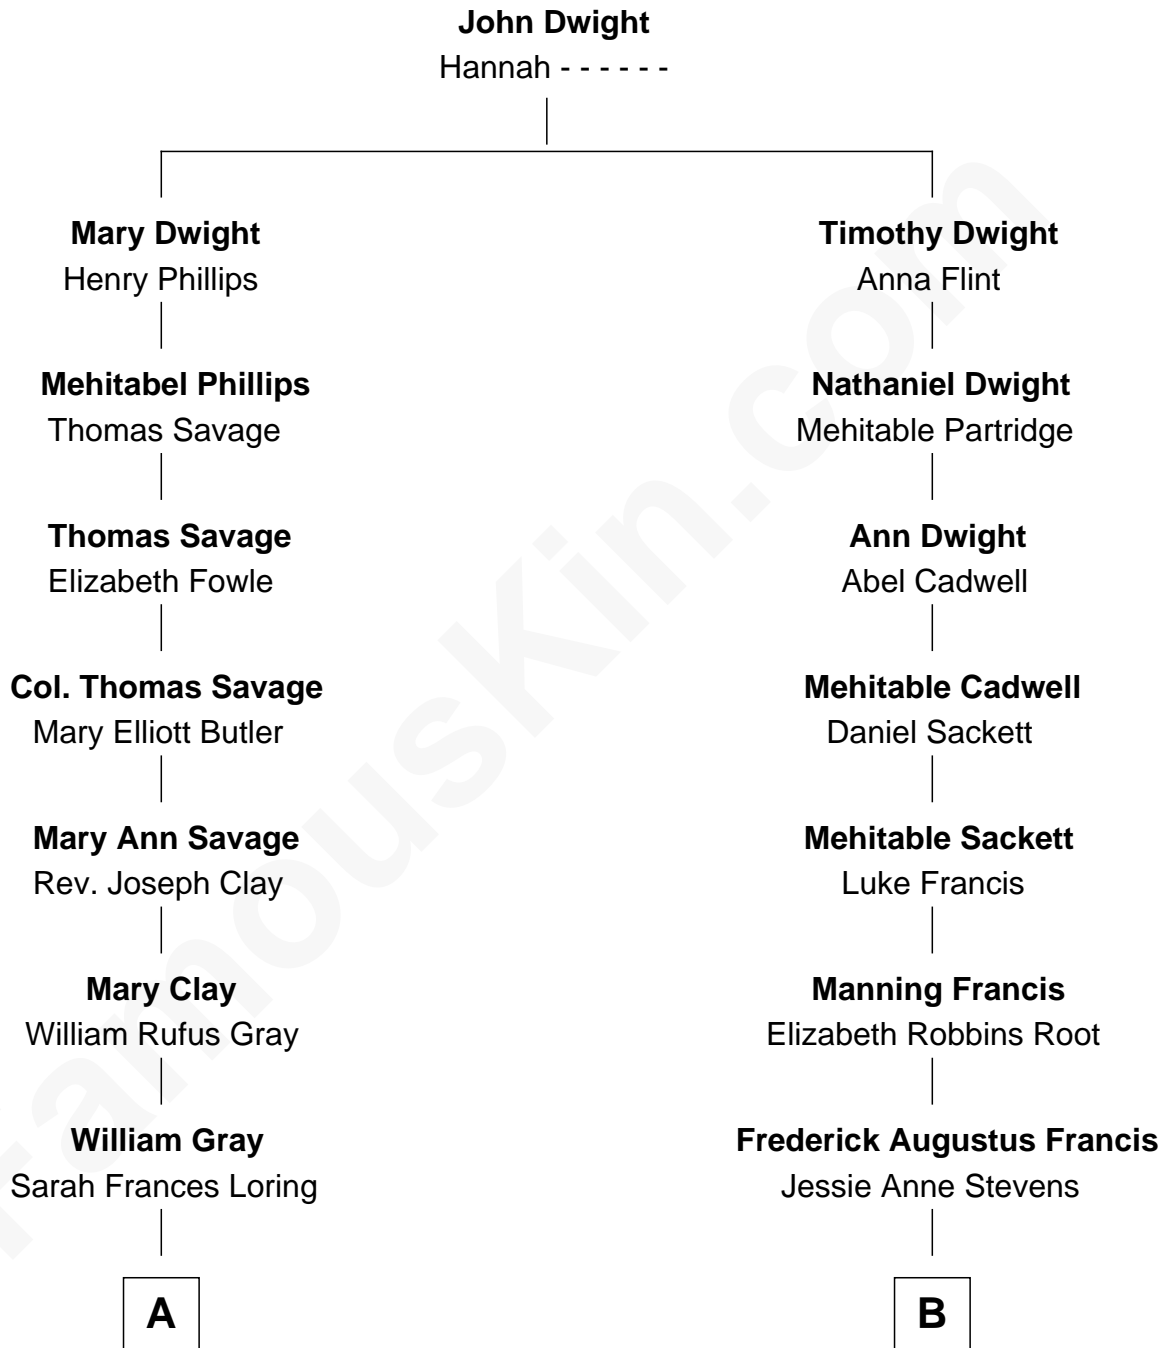 John Dwight
Hannah - - - - - -
Mary Dwight
Henry Phillips
Timothy Dwight
Anna Flint
Mehitabel Phillips
Thomas Savage
Nathaniel Dwight
Mehitable Partridge
Thomas Savage
Elizabeth Fowle
Ann Dwight
Abel Cadwell
Col. Thomas Savage
Mary Elliott Butler
Mehitable Cadwell
Daniel Sackett
Mary Ann Savage
Rev. Joseph Clay
Mehitable Sackett
Luke Francis
Mary Clay
William Rufus Gray
Manning Francis
Elizabeth Robbins Root
William Gray
Sarah Frances Loring
Frederick Augustus Francis
Jessie Anne Stevens
A
B
FamousKin.com